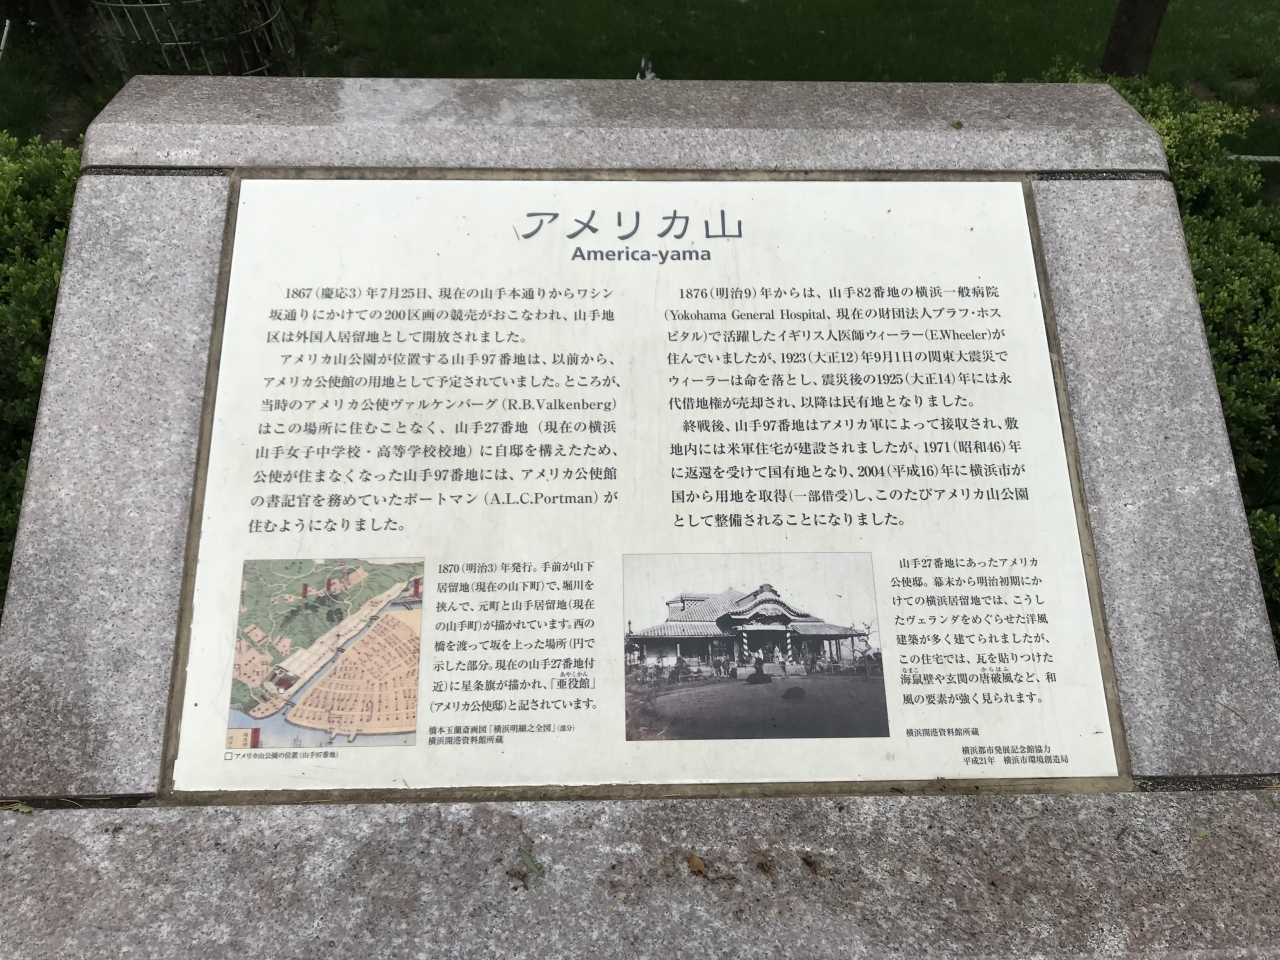 アメリカ山
America-yama
1867(慶応3)年7月25日、現在の山手本通りからワシン
坂通りにかけての200区画の競売がおこなわれ、山手地
区は外国人居留地として開放されました。
アメリカ山公園が位置する山手97番地は、以前から、
アメリカ公使館の用地として予定されていました。ところが、
当時のアメリカ公使ヴァルケンバーグ(R.B.Valkenberg)
はこの場所に住むことなく、山手27番地(現在の横浜
山手女子中学校・高等学校校地)に自邸を構えたため、
公使が住まなくなった山手97番地には、アメリカ公使館
の書記官を務めていたポートマン(A.L.C.Portman)が
住むようになりました。
1876(明治9)年からは、山手82番地の横浜一般病院
(Yokohama General Hospital、現在の財団法人ブラフ・ホス
ピタル)で活躍したイギリス人医師ウィーラー(E.Wheeler)が
住んでいましたが、1923(大正12)年9月1日の関東大震災で
ウィーラーは命を落とし、震災後の1925(大正14)年には永
代借地権が売却され、以降は民有地となりました。
終戦後、山手97番地はアメリカ軍によって接収され、敷
地内には米軍住宅が建設されましたが、1971(昭和46)年
に返還を受けて国有地となり、2004(平成16)年に横浜市が
国から用地を取得(一部借受)し、このたびアメリカ山公園
として整備されることになりました。
1870(明治3)年発行。手前が山下
居留地(現在の山下町)で、堀川を
挟んで、元町と山手居留地(現在
の山手町)が描かれています。西の
橋を渡って坂を上った場所(円で
示した部分。現在の山手27番地付
近)に星条旗が描かれ、「亜役館」
あやくかん
(アメリカ公使邸)と記されています。
橋本玉蘭斎画図「横浜明細之全図」(部分)
横浜開港資料館所蔵
□ アメリカ山公園の位置(山手97番地)
山手27番地にあったアメリカ
公使邸。幕末から明治初期にか
けての横浜居留地では、こうし
たヴェランダをめぐらせた洋風
建築が多く建てられましたが、
この住宅では、瓦を貼りつけた
なまこ からはふ
海鼠壁や玄関の唐破風など、和
風の要素が強く見られます。
横浜開港資料館所蔵
横浜都市発展記念館協力
平成21年 横浜市環境創造局